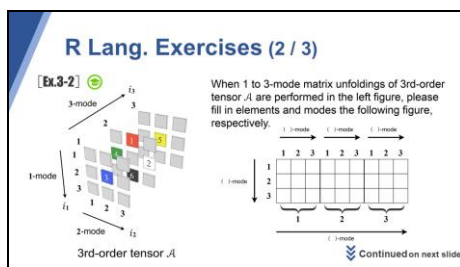 R Lang. Exercises (2 / 3)
[Ex.3-2]
When 1 to 3-mode matrix unfoldings of 3rd-order
tensor A are performed in the left figure, please
fill in elements and modes the following figure,
respectively.
i₃
3-mode
3
2
1
1
2
3
1-mode
i₁
1 2 3
2-mode
i₂
1
5
4
2
3
6
3rd-order tensor A
( )-mode ( )-mode ( )-mode
1 2 3 1 2 3 1 2 3
( )-mode
1
2
3
1 2 3
( )-mode
Continued on next slide